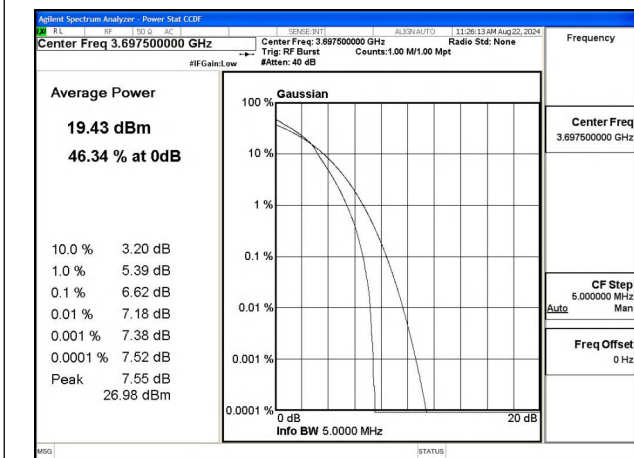 Agilent Spectrum Analyzer - Power Stat CCDF
RL RF 50 Ω AC SENSE:INT ALIGN AUTO 11:26:13 AM Aug 22, 2024
Center Freq 3.697500000 GHz
Center Freq: 3.697500000 GHz Radio Std: None
Trig: RF Burst Counts:1.00 M/1.00 Mpt
#IFGain:Low #Atten: 40 dB
Frequency
Average Power
19.43 dBm
46.34 % at 0dB
10.0 % 3.20 dB
1.0 % 5.39 dB
0.1 % 6.62 dB
0.01 % 7.18 dB
0.001 % 7.38 dB
0.0001 % 7.52 dB
Peak 7.55 dB
26.98 dBm
Gaussian
100 %
10 %
1 %
0.1 %
0.01 %
0.001 %
0.0001 %
0 dB 20 dB
Info BW 5.0000 MHz
Center Freq
3.697500000 GHz
CF Step
5.000000 MHz
Auto Man
Freq Offset
0 Hz
MSG STATUS